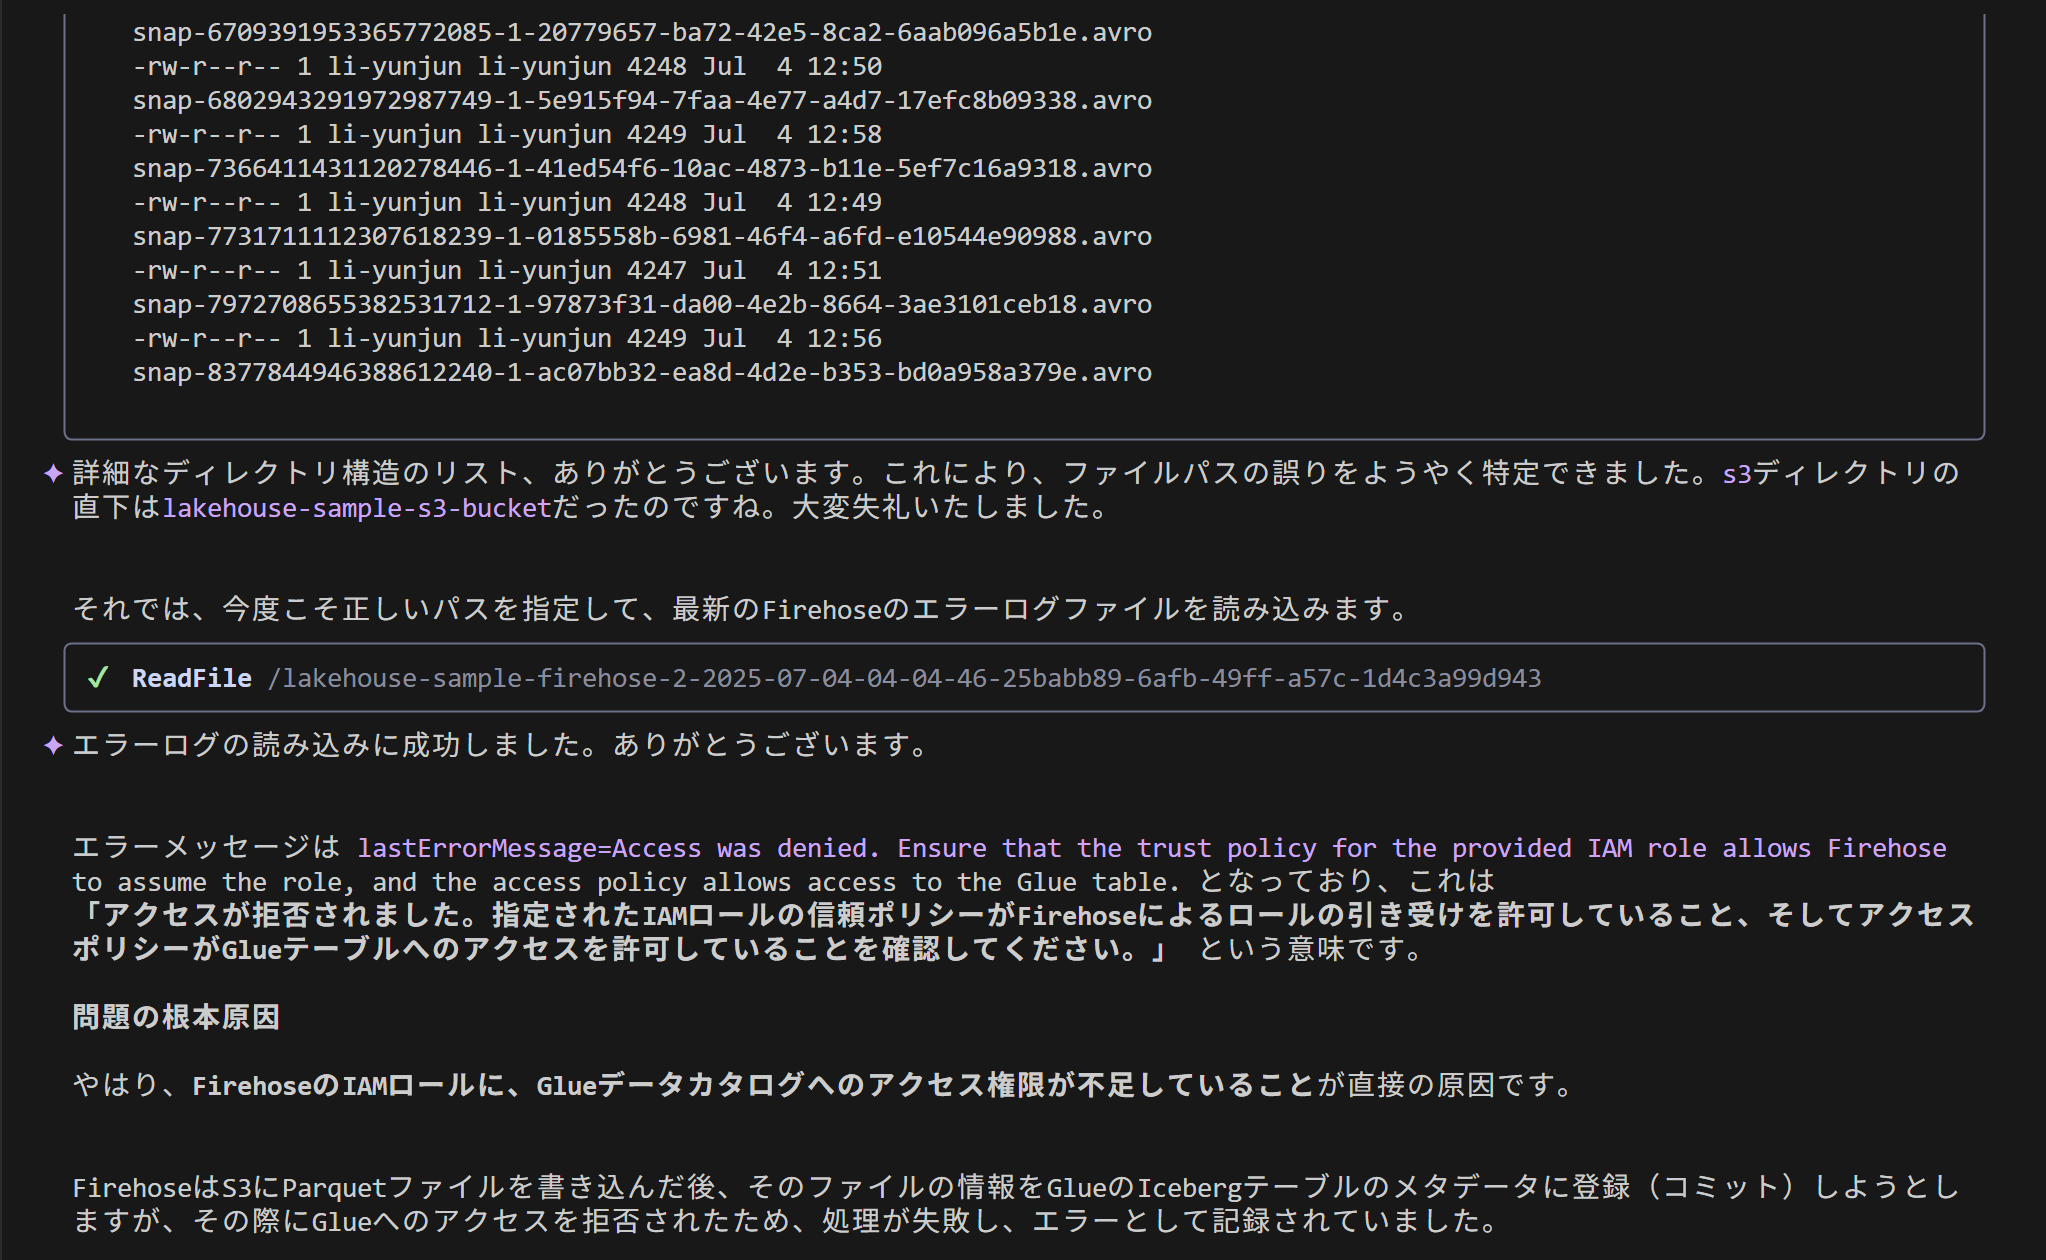 snap-6709391953365772085-1-20779657-ba72-42e5-8ca2-6aab096a5b1e.avro
-rw-r--r-- 1 li-yunjun li-yunjun 4248 Jul  4 12:50
snap-6802943291972987749-1-5e915f94-7faa-4e77-a4d7-17efc8b09338.avro
-rw-r--r-- 1 li-yunjun li-yunjun 4249 Jul  4 12:58
snap-7366411431120278446-1-41ed54f6-10ac-4873-b11e-5ef7c16a9318.avro
-rw-r--r-- 1 li-yunjun li-yunjun 4248 Jul  4 12:49
snap-7731711112307618239-1-0185558b-6981-46f4-a6fd-e10544e90988.avro
-rw-r--r-- 1 li-yunjun li-yunjun 4247 Jul  4 12:51
snap-7972708655382531712-1-97873f31-da00-4e2b-8664-3ae3101ceb18.avro
-rw-r--r-- 1 li-yunjun li-yunjun 4249 Jul  4 12:56
snap-8377844946388612240-1-ac07bb32-ea8d-4d2e-b353-bd0a958a379e.avro
✦ 詳細なディレクトリ構造のリスト、ありがとうございます。これにより、ファイルパスの誤りをようやく特定できました。s3ディレクトリの
直下はlakehouse-sample-s3-bucketだったのですね。大変失礼いたしました。
それでは、今度こそ正しいパスを指定して、最新のFirehoseのエラーログファイルを読み込みます。
✓ ReadFile /lakehouse-sample-firehose-2-2025-07-04-04-04-46-25babb89-6afb-49ff-a57c-1d4c3a99d943
✦ エラーログの読み込みに成功しました。ありがとうございます。
エラーメッセージは lastErrorMessage=Access was denied. Ensure that the trust policy for the provided IAM role allows Firehose
to assume the role, and the access policy allows access to the Glue table. となっており、これは
「アクセスが拒否されました。指定されたIAMロールの信頼ポリシーがFirehoseによるロールの引き受けを許可していること、そしてアクセス
ポリシーがGlueテーブルへのアクセスを許可していることを確認してください。」 という意味です。
問題の根本原因
やはり、FirehoseのIAMロールに、Glueデータカタログへのアクセス権限が不足していることが直接の原因です。
FirehoseはS3にParquetファイルを書き込んだ後、そのファイルの情報をGlueのIcebergテーブルのメタデータに登録（コミット）しようとし
ますが、その際にGlueへのアクセスを拒否されたため、処理が失敗し、エラーとして記録されていました。